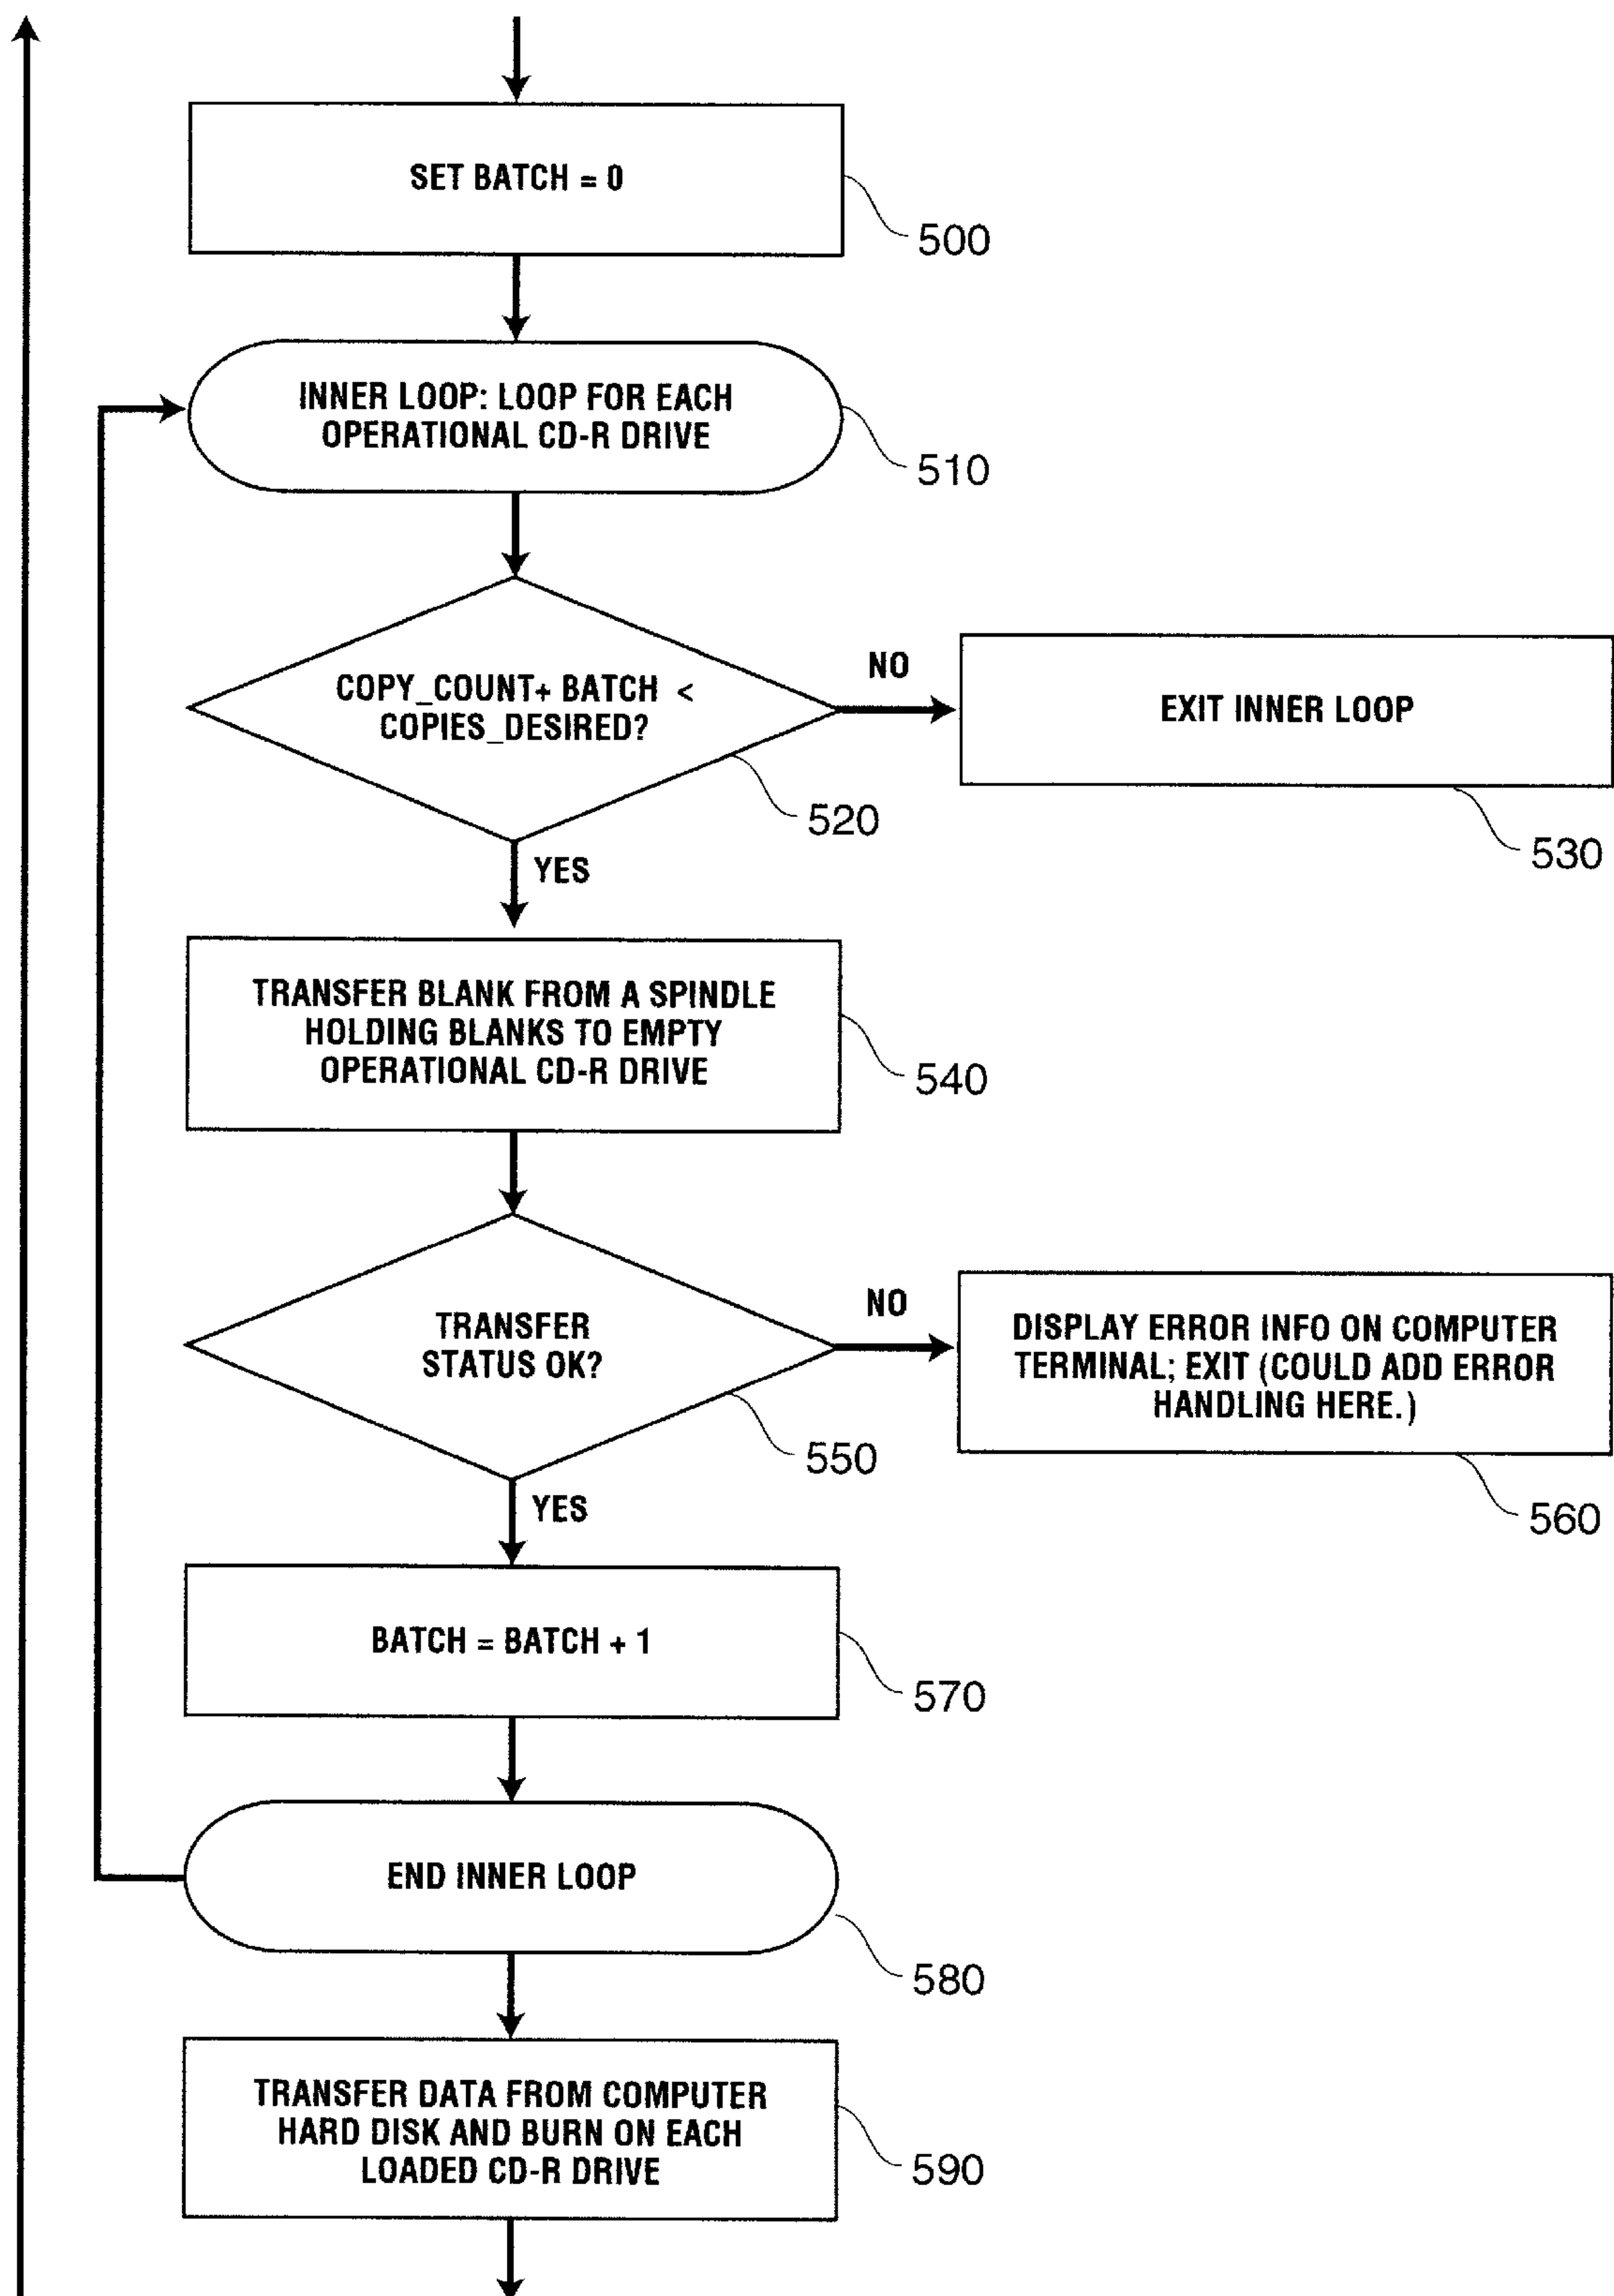 SET BATCH = 0
500
INNER LOOP: LOOP FOR EACH
OPERATIONAL CD-R DRIVE
510
COPY_COUNT+ BATCH <
COPIES_DESIRED?
520
NO
EXIT INNER LOOP
530
YES
TRANSFER BLANK FROM A SPINDLE
HOLDING BLANKS TO EMPTY
OPERATIONAL CD-R DRIVE
540
TRANSFER
STATUS OK?
550
NO
DISPLAY ERROR INFO ON COMPUTER
TERMINAL; EXIT (COULD ADD ERROR
HANDLING HERE.)
560
YES
BATCH = BATCH + 1
570
END INNER LOOP
580
TRANSFER DATA FROM COMPUTER
HARD DISK AND BURN ON EACH
LOADED CD-R DRIVE
590